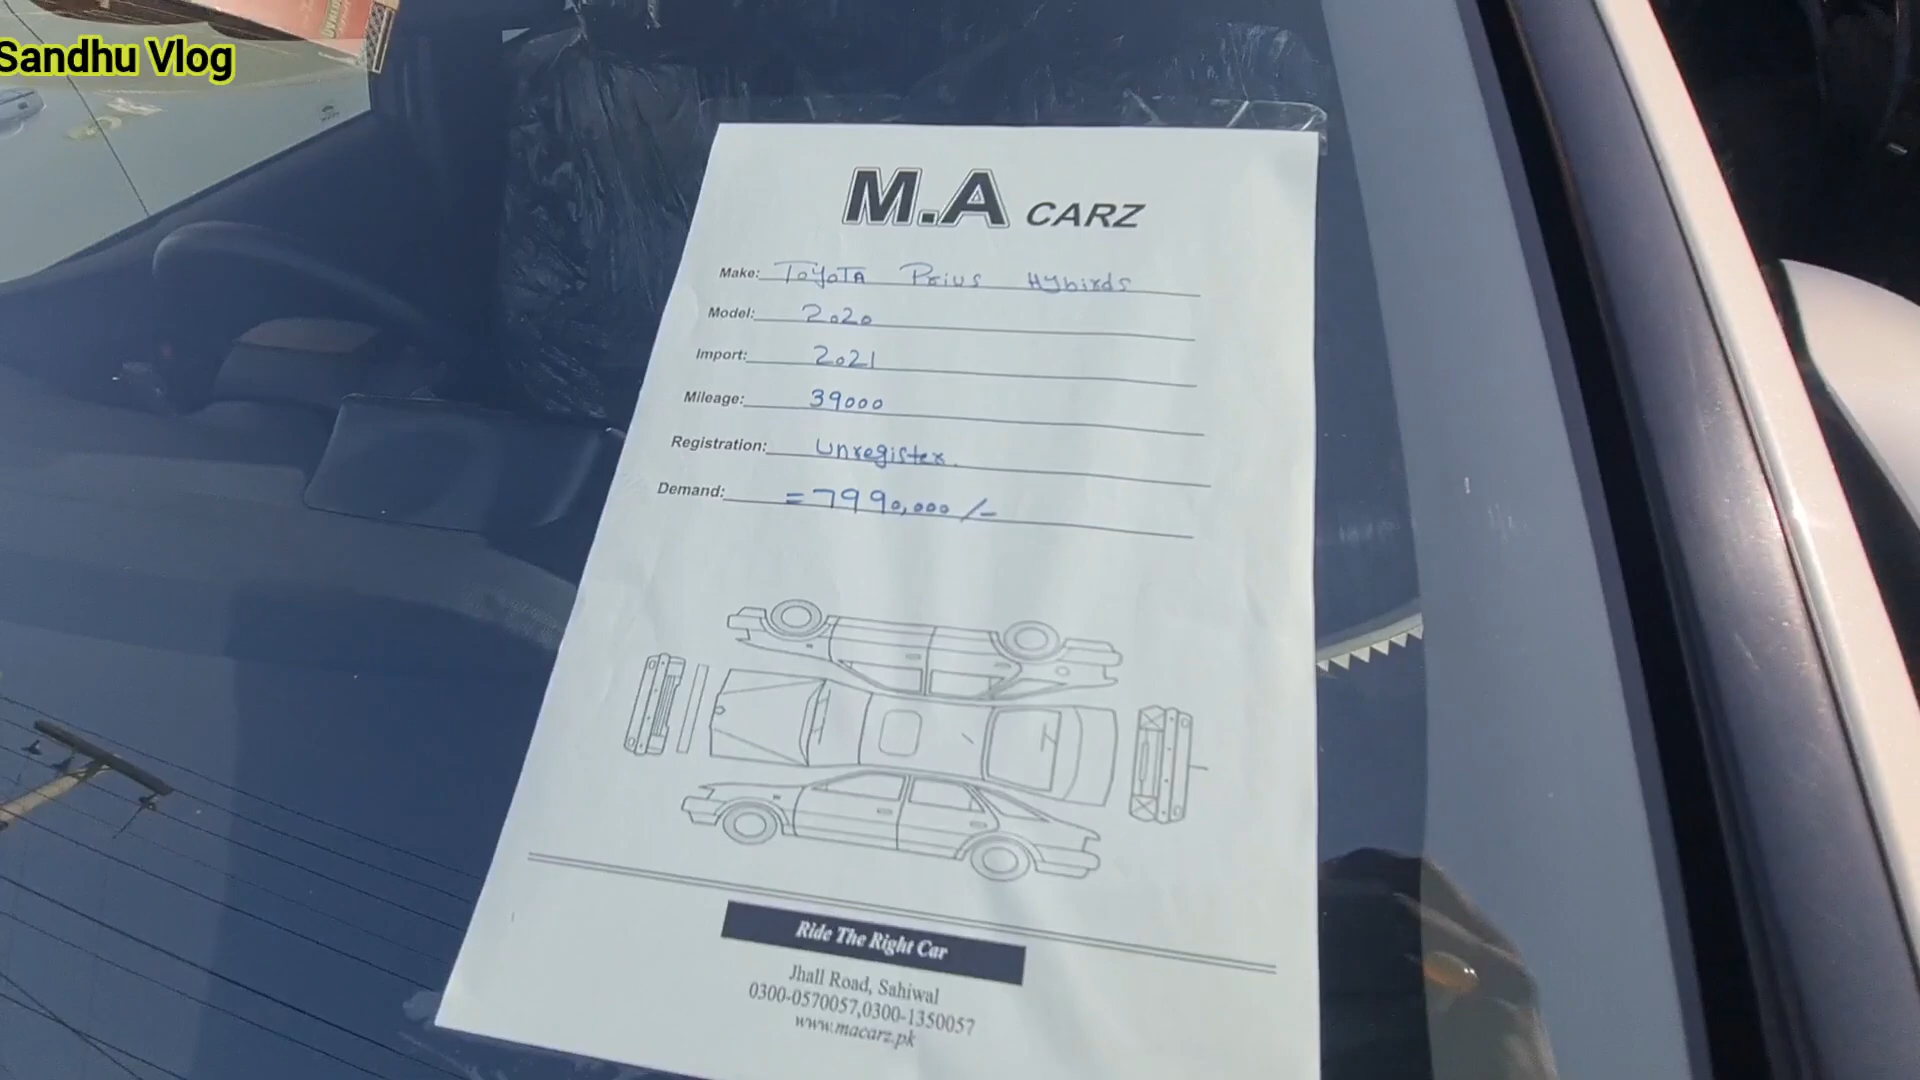 Sandhu Vlog
M.A CARZ
Make: ToYoTA Prius Hybirds
Model: 2020
Import: 2021
Mileage: 39000
Registration: Unregister.
Demand: =7990,000/-
Ride The Right Car
Jhall Road, Sahiwal
0300-0570057,0300-1350057
www.macarz.pk